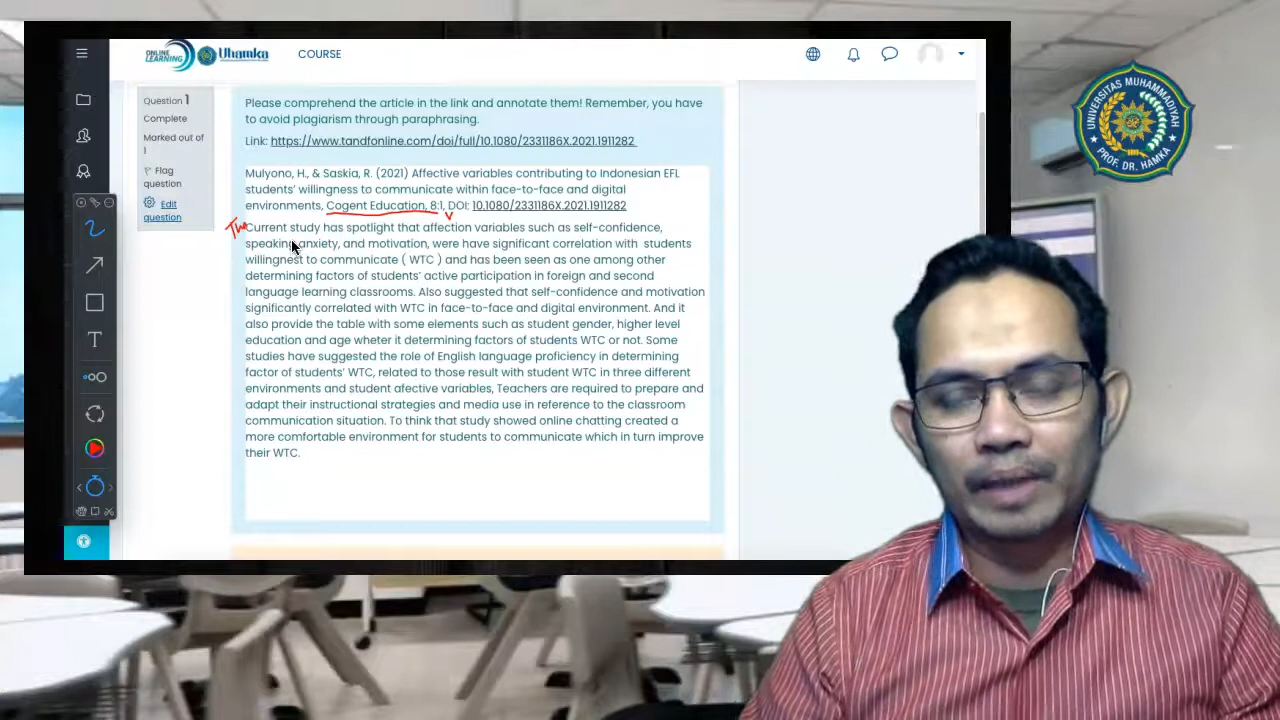 ONLINE LEARNING Uhamka COURSE
Question 1
Complete
Marked out of
1
Flag
question
Edit
question
Please comprehend the article in the link and annotate them! Remember, you have
to avoid plagiarism through paraphrasing.
Link: https://www.tandfonline.com/doi/full/10.1080/2331186X.2021.1911282
Mulyono, H., & Saskia, R. (2021) Affective variables contributing to Indonesian EFL
students' willingness to communicate within face-to-face and digital
environments, Cogent Education, 8:1, DOI: 10.1080/2331186X.2021.1911282
The
Current study has spotlight that affection variables such as self-confidence,
speaking anxiety, and motivation, were have significant correlation with students
willingnest to communicate ( WTC ) and has been seen as one among other
determining factors of students' active participation in foreign and second
language learning classrooms. Also suggested that self-confidence and motivation
significantly correlated with WTC in face-to-face and digital environment. And it
also provide the table with some elements such as student gender, higher level
education and age wheter it determining factors of students WTC or not. Some
studies have suggested the role of English language proficiency in determining
factor of students' WTC, related to those result with student WTC in three different
environments and student afective variables, Teachers are required to prepare and
adapt their instructional strategies and media use in reference to the classroom
communication situation. To think that study showed online chatting created a
more comfortable environment for students to communicate which in turn improve
their WTC.
T
UNIVERSITAS MUHAMMADIYAH
PROF. DR. HAMKA